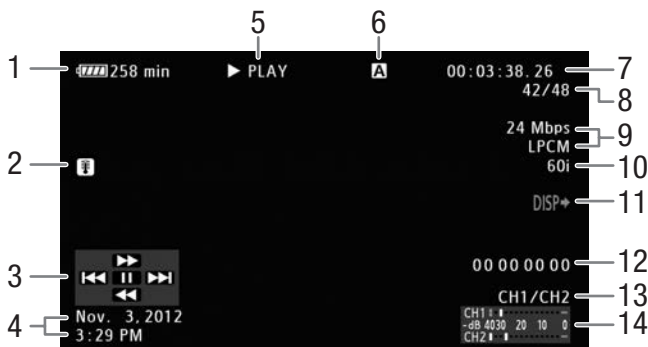 5 6
1 258 min ▶ PLAY A 00:03:38.26 7
42/48 8
24 Mbps 9
LPCM
2 60i 10
DISP 11
3 00 00 00 00 12
CH1/CH2 13
4 Nov. 3,2012
3:29 PM
CH1
-dB 4030 20 10 0 14
CH2